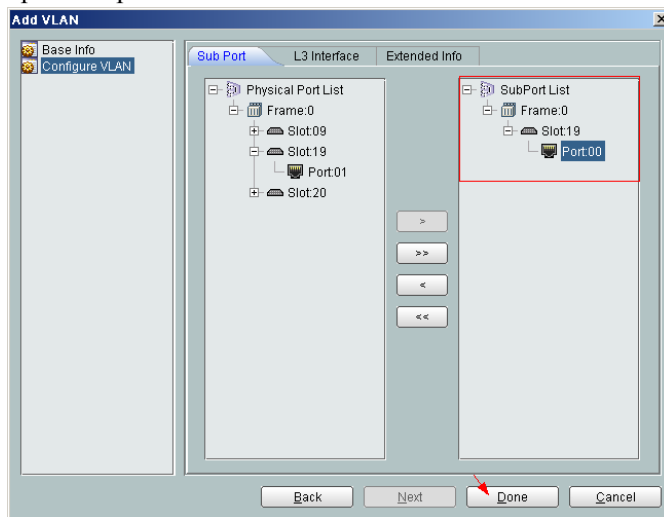 Add VLAN
Base Info
Configure VLAN
Sub Port
L3 Interface
Extended Info
Physical Port List
Frame:0
Slot:09
Slot:19
Port:01
Slot:20
>
>>
<
<<
SubPort List
Frame:0
Slot:19
Port:00
Back
Next
Done
Cancel